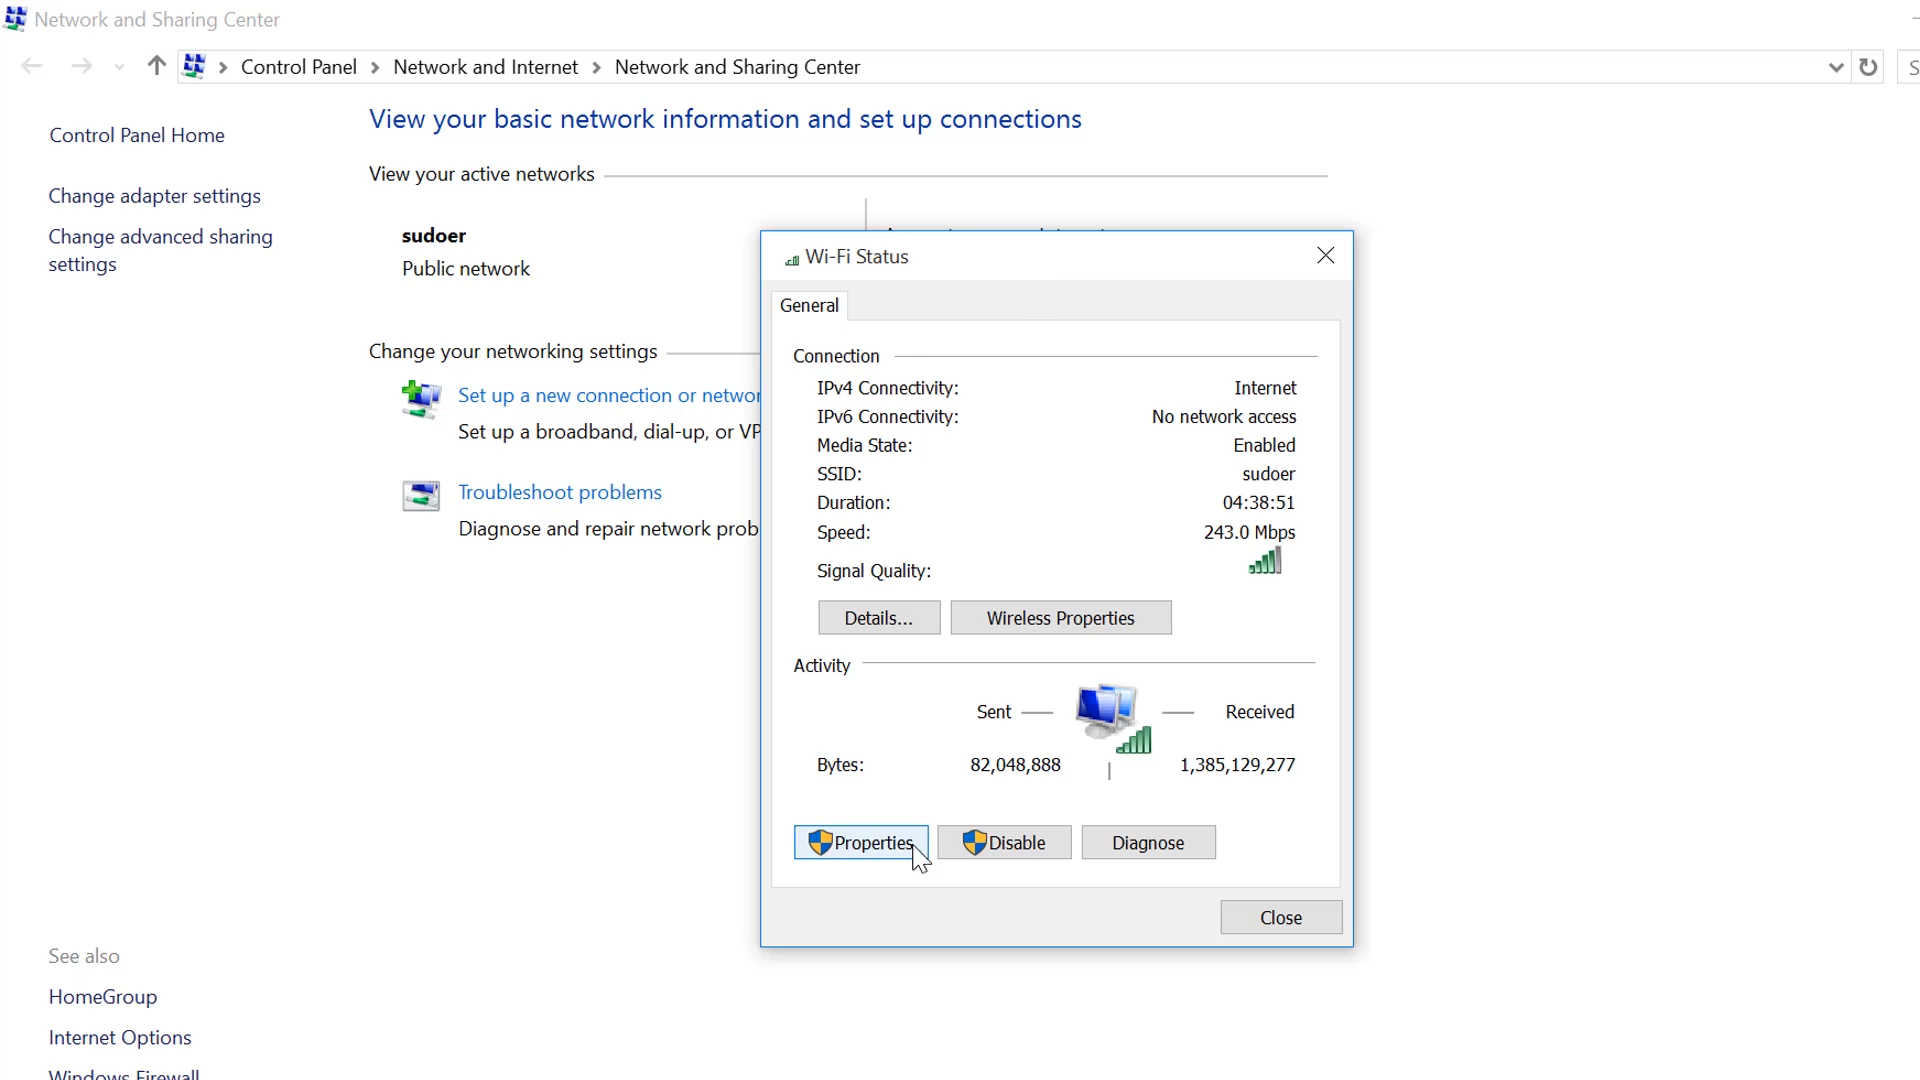 Network and Sharing Center
Control Panel > Network and Internet > Network and Sharing Center
S
Control Panel Home
Change adapter settings
Change advanced sharing
settings
View your basic network information and set up connections
View your active networks
sudoer
Public network
Change your networking settings
Set up a new connection or networ
Set up a broadband, dial-up, or VP
Troubleshoot problems
Diagnose and repair network prob
Wi-Fi Status
General
Connection
IPv4 Connectivity: Internet
IPv6 Connectivity: No network access
Media State: Enabled
SSID: sudoer
Duration: 04:38:51
Speed: 243.0 Mbps
Signal Quality:
Details... Wireless Properties
Activity
Sent Received
Bytes: 82,048,888 1,385,129,277
Properties Disable Diagnose
Close
See also
HomeGroup
Internet Options
Windows Firewall